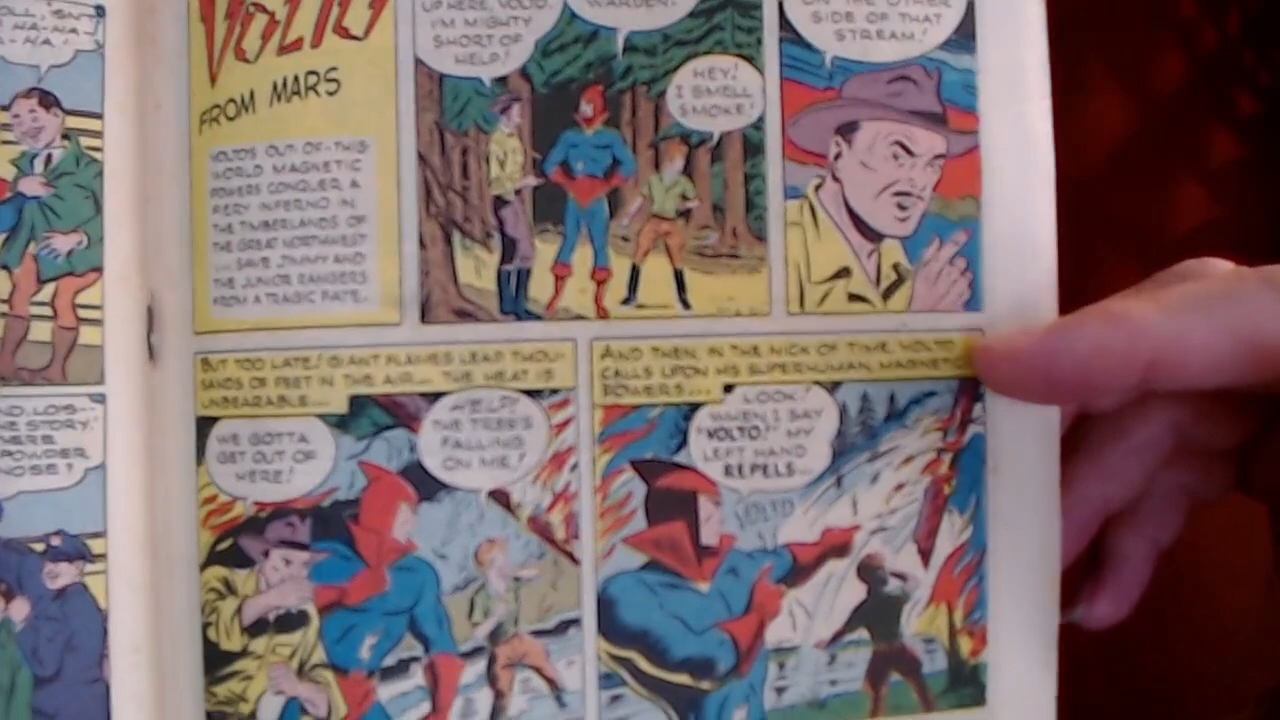 VOLTO
FROM MARS
VOLTO'S OUT-OF-THIS-
WORLD MAGNETIC
POWERS CONQUER A
FIERY INFERNO IN
THE TIMBERLANDS OF
THE GREAT NORTHWEST
... SAVE JIMMY AND
THE JUNIOR RANGERS
FROM A TRAGIC FATE.
UP HERE, VOLTO.
I'M MIGHTY
SHORT OF
HELP!
WARDEN!
HEY!
I SMELL
SMOKE!
ON THE OTHER
SIDE OF THAT
STREAM!
BUT TOO LATE! GIANT FLAMES LEAP THOU-
SANDS OF FEET IN THE AIR... THE HEAT IS
UNBEARABLE...
WE GOTTA
GET OUT OF
HERE!
HELP!
THE TREE'S
FALLING
ON ME!
AND THEN, IN THE NICK OF TIME, VOLTO
CALLS UPON HIS SUPERHUMAN MAGNETIC
POWERS...
LOOK!
WHEN I SAY
"VOLTO!" MY
LEFT HAND
REPELS...
VOLTO
HA-HA-
-HA!
LOIS--
STORY!
POWDER
NOSE?